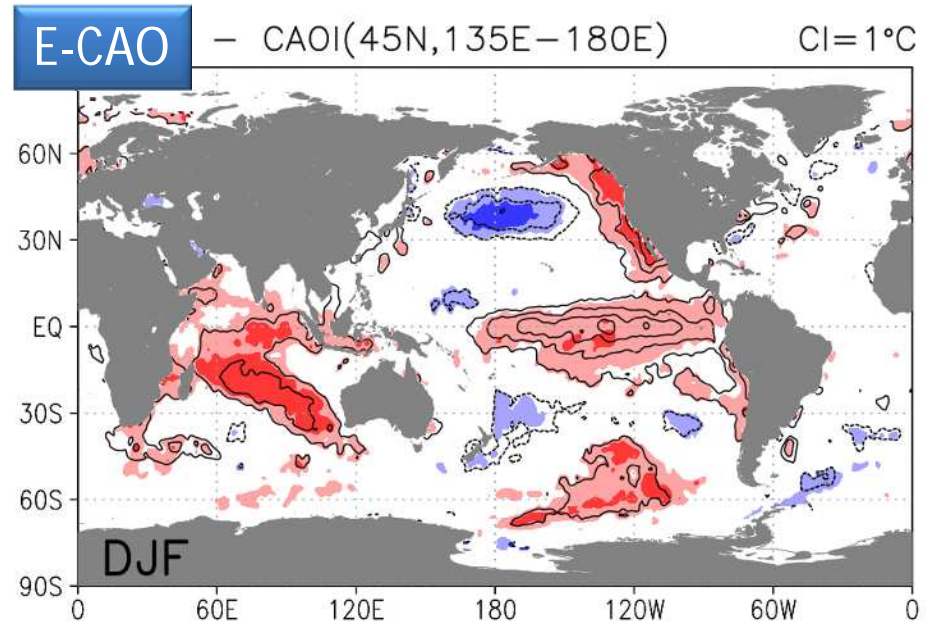 E-CAO
– CAOI(45N,135E–180E) CI=1°C
60N
30N
EQ
30S
60S
90S
DJF
0 60E 120E 180 120W 60W 0